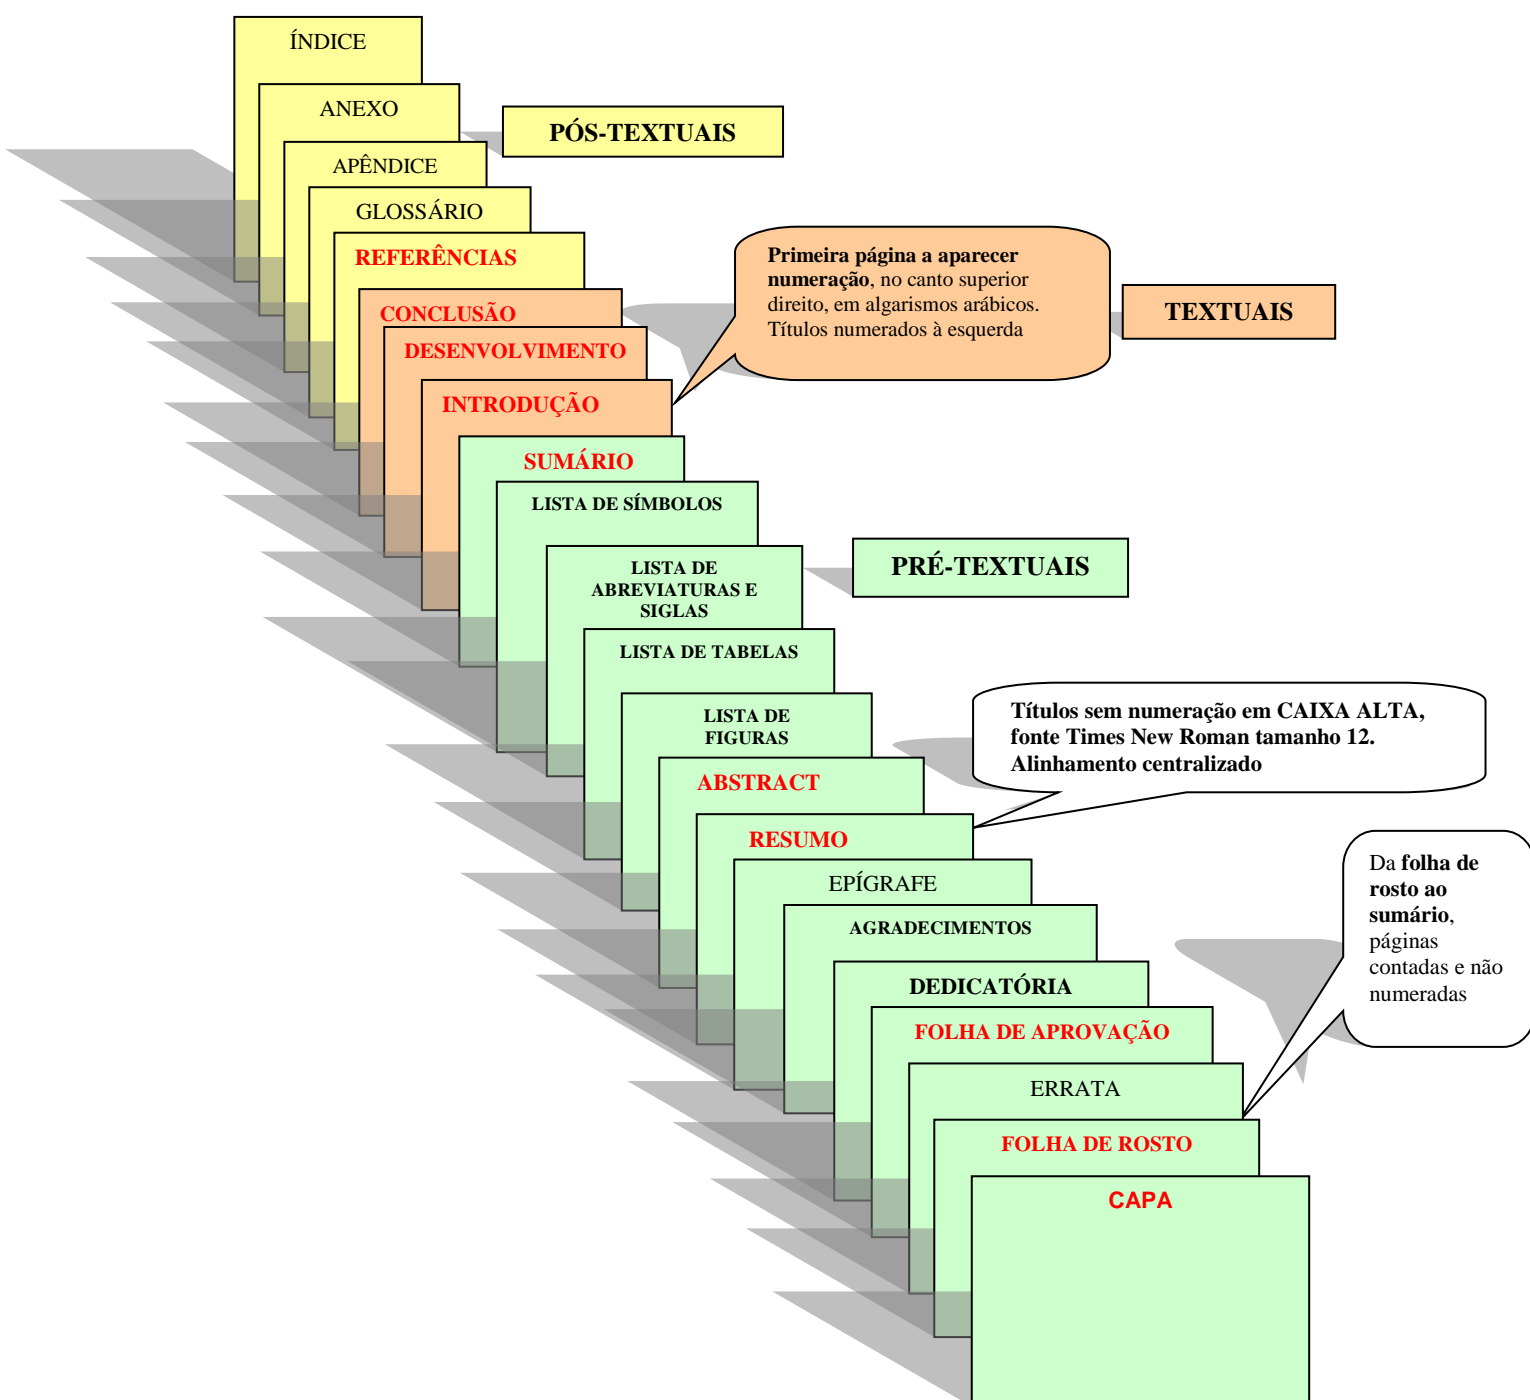 ÍNDICE
ANEXO
PÓS-TEXTUAIS
APÊNDICE
GLOSSÁRIO
REFERÊNCIAS
Primeira página a aparecer
numeração, no canto superior
direito, em algarismos arábicos.
Títulos numerados à esquerda
TEXTUAIS
CONCLUSÃO
DESENVOLVIMENTO
INTRODUÇÃO
SUMÁRIO
LISTA DE SÍMBOLOS
PRÉ-TEXTUAIS
LISTA DE
ABREVIATURAS E
SIGLAS
LISTA DE TABELAS
LISTA DE
FIGURAS
Títulos sem numeração em CAIXA ALTA,
fonte Times New Roman tamanho 12.
Alinhamento centralizado
ABSTRACT
RESUMO
EPÍGRAFE
Da folha de
rosto ao
sumário,
páginas
contadas e não
numeradas
AGRADECIMENTOS
DEDICATÓRIA
FOLHA DE APROVAÇÃO
ERRATA
FOLHA DE ROSTO
CAPA